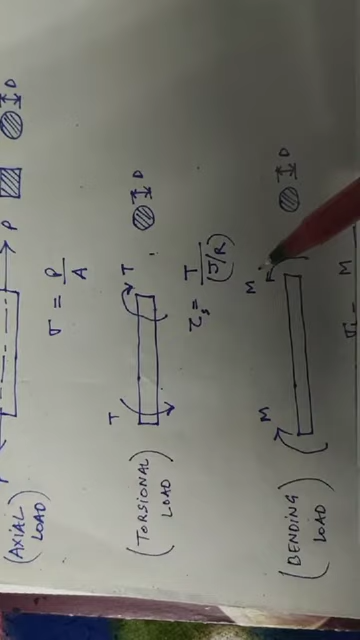 (AXIAL
LOAD)
P
σ = P/A
D
(TORSIONAL
LOAD)
T
T
τs = T/(J/R)
D
(BENDING
LOAD)
M
M
D
M